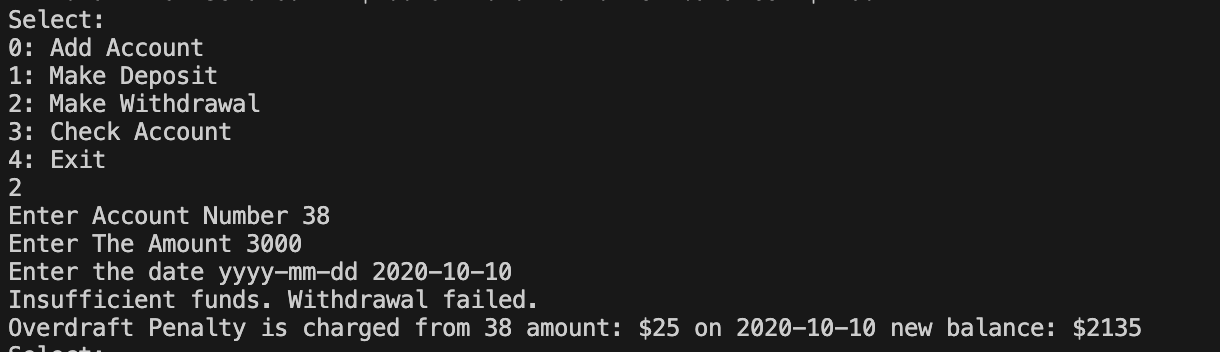 Select:
0: Add Account
1: Make Deposit
2: Make Withdrawal
3: Check Account
4: Exit
2
Enter Account Number 38
Enter The Amount 3000
Enter the date yyyy-mm-dd 2020-10-10
Insufficient funds. Withdrawal failed.
Overdraft Penalty is charged from 38 amount: $25 on 2020-10-10 new balance: $2135
Select: